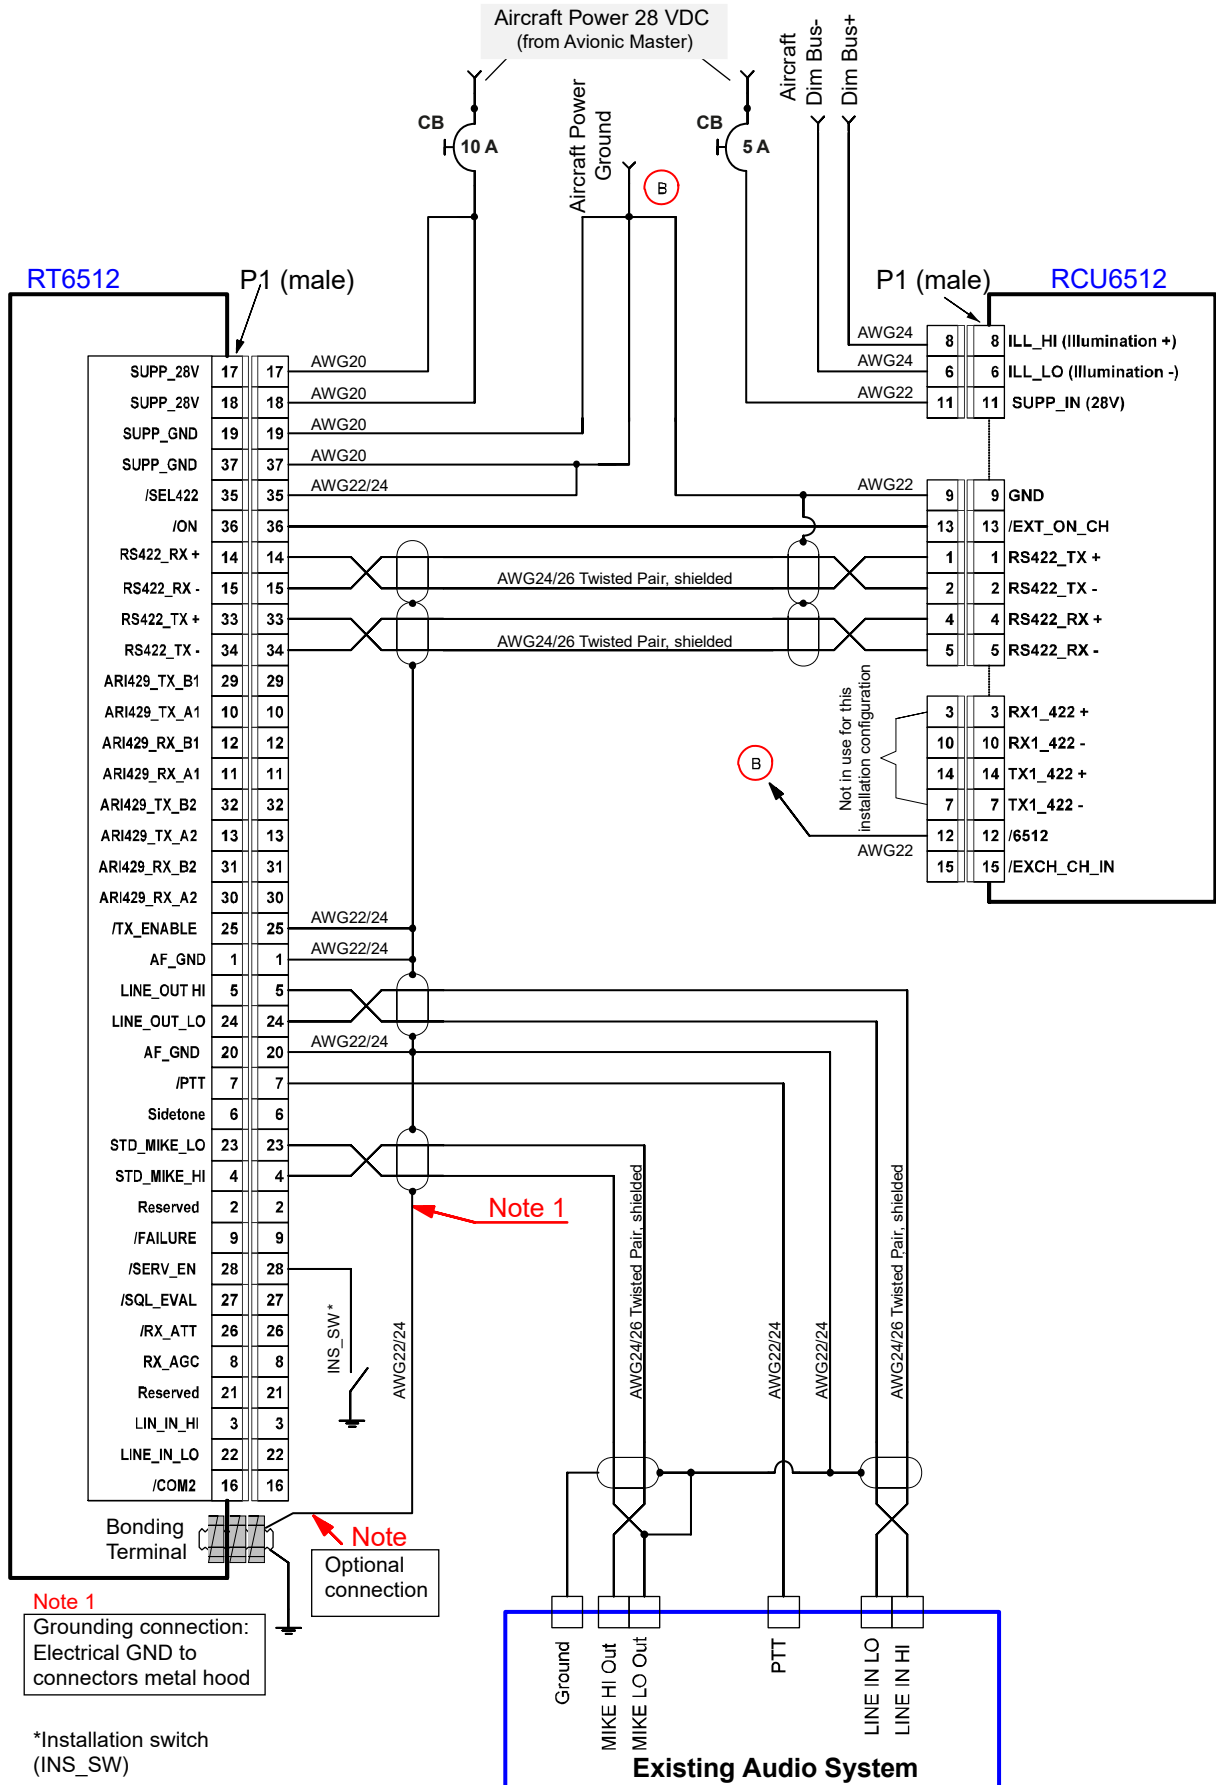 Aircraft Power 28 VDC
(from Avionic Master)
Aircraft
Dim Bus-
Dim Bus+
CB
10 A
Aircraft Power
Ground
CB
5 A
B
RT6512
P1 (male)
P1 (male)
RCU6512
SUPP_28V 17 17 AWG20
SUPP_28V 18 18 AWG20
SUPP_GND 19 19 AWG20
SUPP_GND 37 37 AWG20
/SEL422 35 35 AWG22/24
/ON 36 36
RS422_RX + 14 14
RS422_RX - 15 15
RS422_TX + 33 33
RS422_TX - 34 34
ARI429_TX_B1 29 29
ARI429_TX_A1 10 10
ARI429_RX_B1 12 12
ARI429_RX_A1 11 11
ARI429_TX_B2 32 32
ARI429_TX_A2 13 13
ARI429_RX_B2 31 31
ARI429_RX_A2 30 30
/TX_ENABLE 25 25 AWG22/24
AF_GND 1 1 AWG22/24
LINE_OUT HI 5 5
LINE_OUT_LO 24 24
AF_GND 20 20 AWG22/24
/PTT 7 7
Sidetone 6 6
STD_MIKE_LO 23 23
STD_MIKE_HI 4 4
Reserved 2 2
/FAILURE 9 9
/SERV_EN 28 28
/SQL_EVAL 27 27
/RX_ATT 26 26
RX_AGC 8 8
Reserved 21 21
LIN_IN_HI 3 3
LINE_IN_LO 22 22
/COM2 16 16
AWG24/26 Twisted Pair, shielded
AWG24/26 Twisted Pair, shielded
AWG24 8 8 ILL_HI (Illumination +)
AWG24 6 6 ILL_LO (Illumination -)
AWG22 11 11 SUPP_IN (28V)
AWG22 9 9 GND
13 13 /EXT_ON_CH
1 1 RS422_TX +
2 2 RS422_TX -
4 4 RS422_RX +
5 5 RS422_RX -
3 3 RX1_422 +
10 10 RX1_422 -
14 14 TX1_422 +
7 7 TX1_422 -
12 12 /6512
15 15 /EXCH_CH_IN
Not in use for this
installation configuration
B
AWG22
Note 1
INS_SW *
AWG22/24
AWG24/26 Twisted Pair, shielded
AWG22/24
AWG22/24
AWG24/26 Twisted Pair, shielded
Bonding
Terminal
Note
Optional
connection
Note 1
Grounding connection:
Electrical GND to
connectors metal hood
*Installation switch
(INS_SW)
Ground
MIKE HI Out
MIKE LO Out
PTT
LINE IN LO
LINE IN HI
Existing Audio System